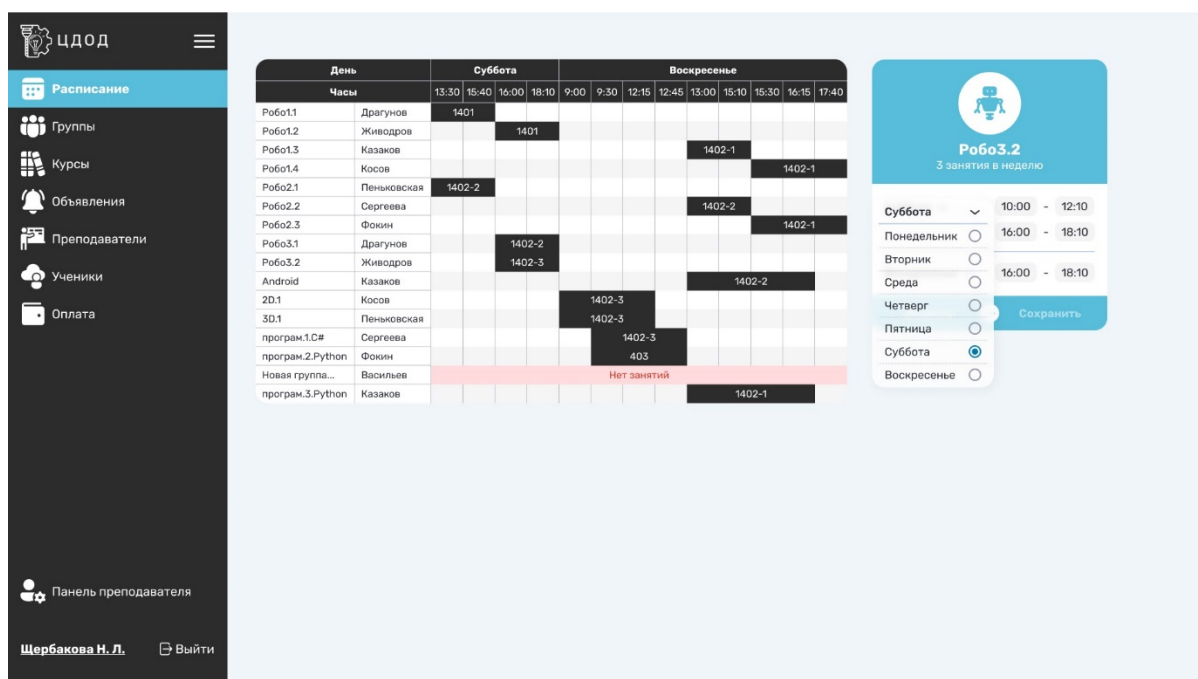 ЦДОД
Расписание
Группы
Курсы
Объявления
Преподаватели
Ученики
Оплата
Панель преподавателя
Щербакова Н. Л. Выйти
День Суббота Воскресенье
Часы 13:30 15:40 16:00 18:10 9:00 9:30 12:15 12:45 13:00 15:10 15:30 16:15 17:40
Робо1.1 Драгунов 1401
Робо1.2 Живодров 1401
Робо1.3 Казаков 1402-1
Робо1.4 Косов 1402-1
Робо2.1 Пеньковская 1402-2
Робо2.2 Сергеева 1402-2
Робо2.3 Фокин 1402-1
Робо3.1 Драгунов 1402-2
Робо3.2 Живодров 1402-3
Android Казаков 1402-2
2D.1 Косов 1402-3
3D.1 Пеньковская 1402-3
програм.1.C# Сергеева 1402-3
програм.2.Python Фокин 403
Новая группа... Васильев Нет занятий
програм.3.Python Казаков 1402-1
Робо3.2
3 занятия в неделю
Суббота 10:00 - 12:10
Понедельник 16:00 - 18:10
Вторник
Среда 16:00 - 18:10
Четверг
Сохранить
Пятница
Суббота
Воскресенье